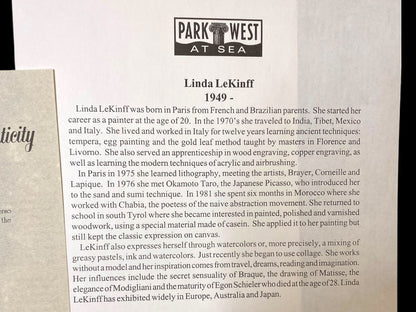 PARK WEST
AT SEA
Linda LeKinff
1949 -
Linda LeKinff was born in Paris from French and Brazilian parents. She started her
career as a painter at the age of 20. In the 1970's she traveled to India, Tibet, Mexico
and Italy. She lived and worked in Italy for twelve years learning ancient techniques:
tempera, egg painting and the gold leaf method taught by masters in Florence and
Livorno. She also served an apprenticeship in wood engraving, copper engraving, as
well as learning the modern techniques of acrylic and airbrushing.
In Paris in 1975 she learned lithography, meeting the artists, Brayer, Corneille and
Lapique. In 1976 she met Okamoto Taro, the Japanese Picasso, who introduced her
to the sand and sumi technique. In 1981 she spent six months in Morocco where she
worked with Chabia, the poetess of the naive abstraction movement. She returned to
school in south Tyrol where she became interested in painted, polished and varnished
woodwork, using a special material made of casein. She applied it to her painting but
still kept the classic expression on canvas.
LeKinff also expresses herself through watercolors or, more precisely, a mixing of
greasy pastels, ink and watercolors. Just recently she began to use collage. She works
without a model and her inspiration comes from travel, dreams, reading and imagination.
Her influences include the secret sensuality of Braque, the drawing of Matisse, the
elegance of Modigliani and the maturity of Egon Schieler who died at the age of 28. Linda
LeKinff has exhibited widely in Europe, Australia and Japan.
ticity
the